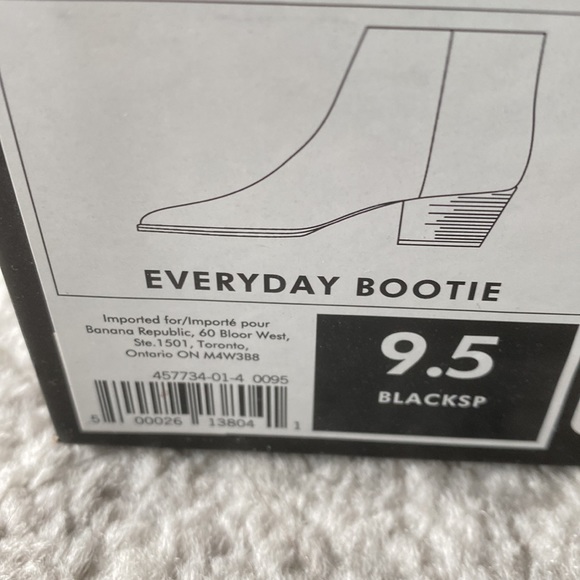 EVERYDAY BOOTIE
Imported for/Importé pour
Banana Republic, 60 Bloor West,
Ste.1501, Toronto,
Ontario ON M4W3B8
457734-01-4 0095
5 00026 13804 1
9.5
BLACKSP